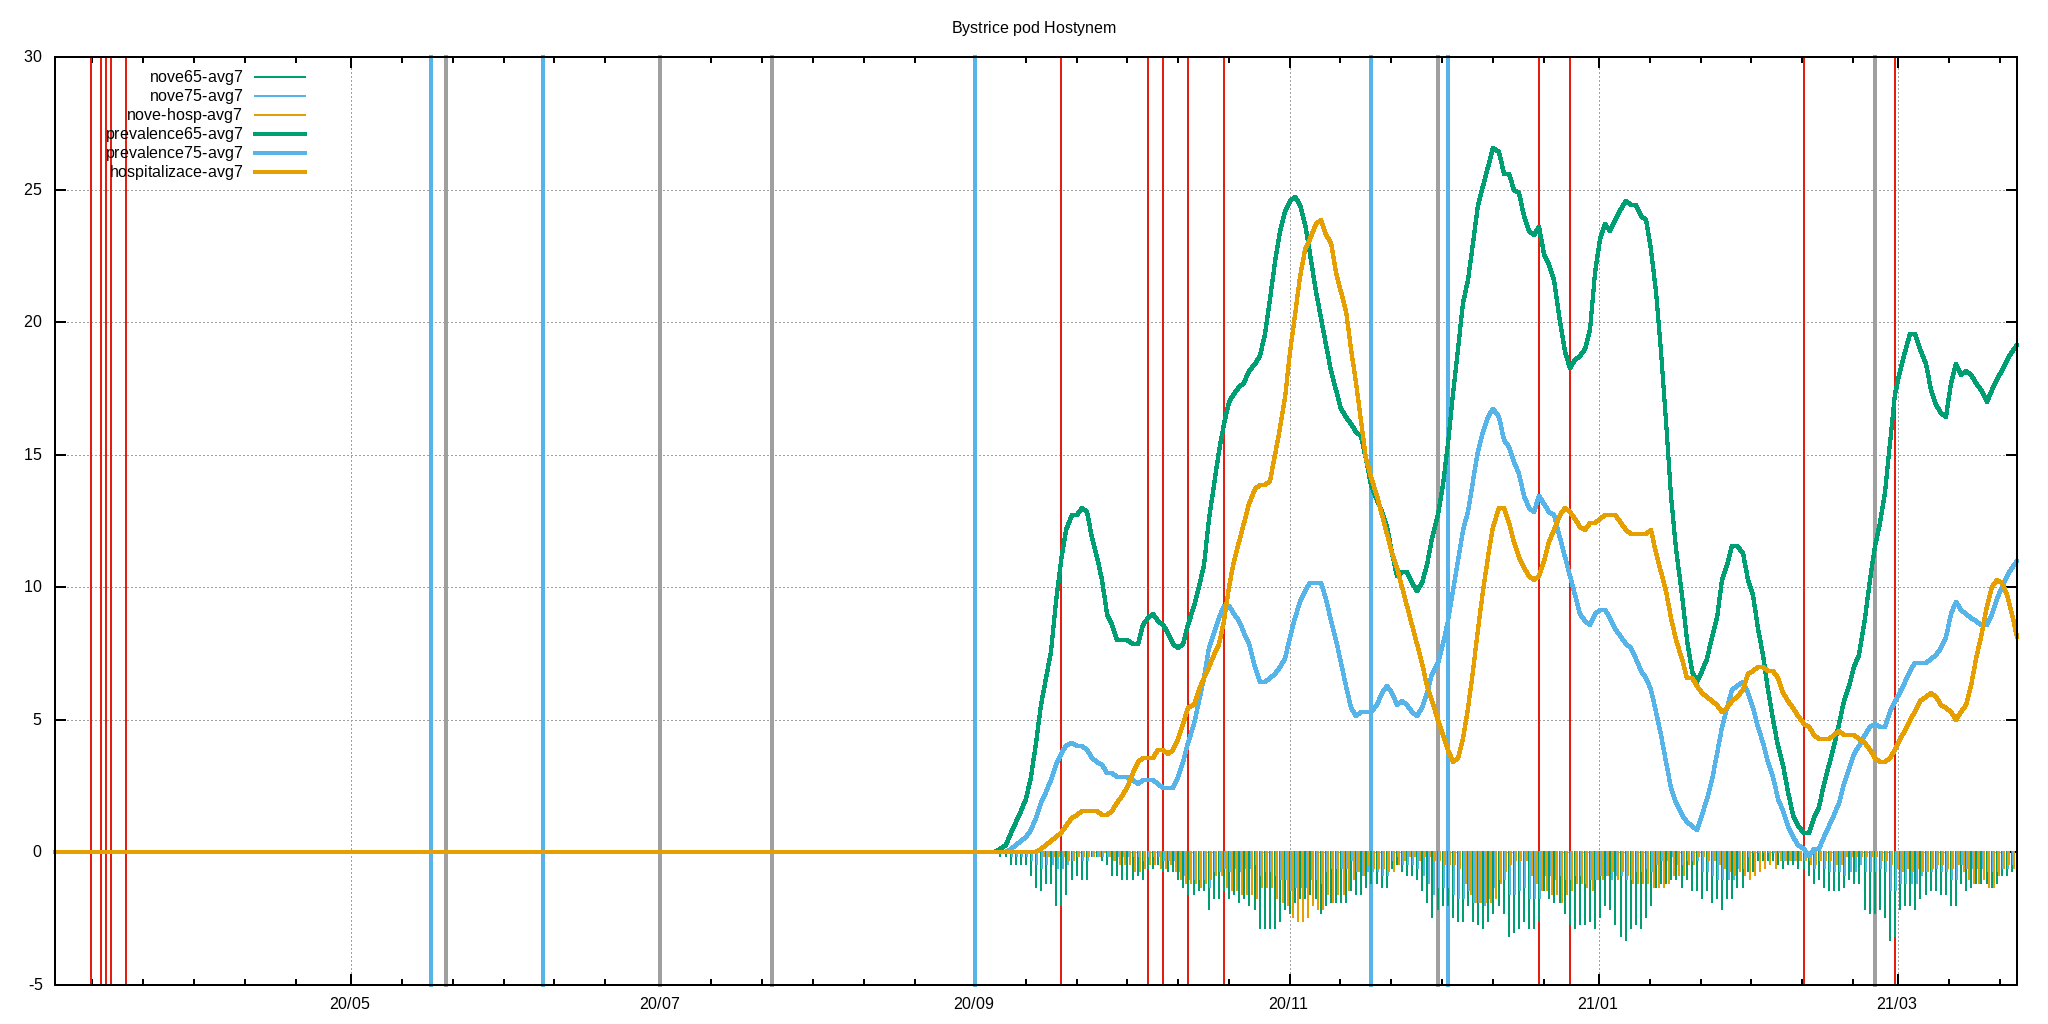 Bystrice pod Hostynem
30
25
20
15
10
5
0
-5
nove65-avg7
nove75-avg7
nove-hosp-avg7
prevalence65-avg7
prevalence75-avg7
hospitalizace-avg7
20/05 20/07 20/09 20/11 21/01 21/03